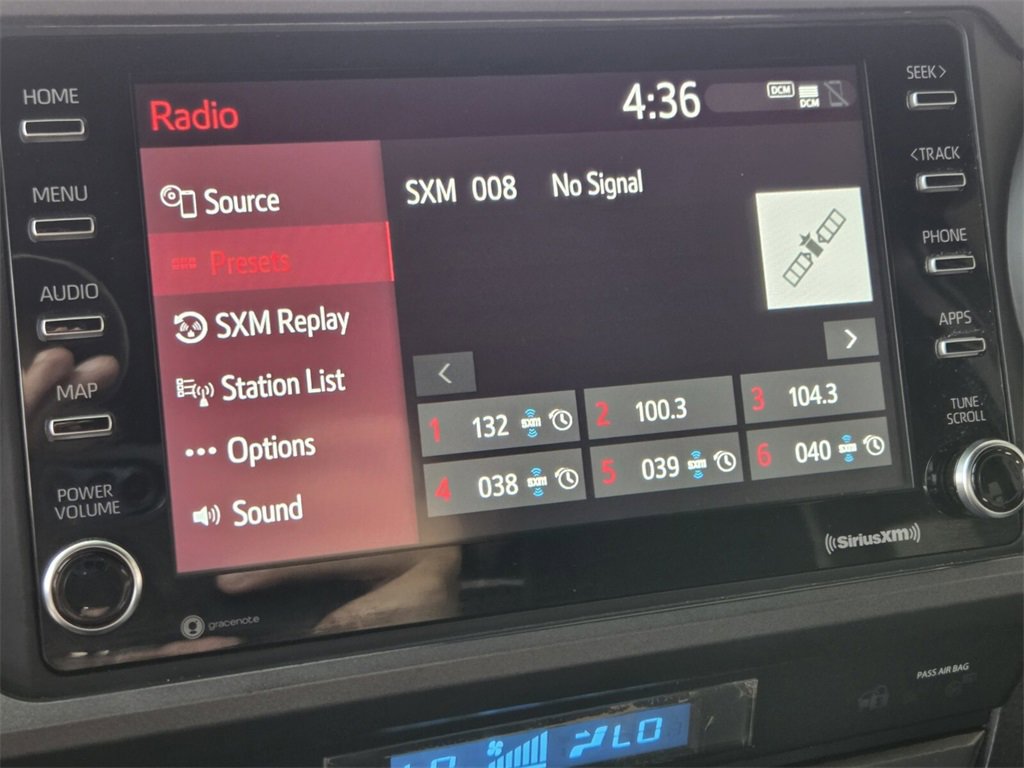 HOME
MENU
AUDIO
MAP
POWER
VOLUME
Radio
4:36
DCM
DCM
Source
Presets
SXM Replay
Station List
Options
Sound
SXM 008 No Signal
<
>
1 132 sxm
2 100.3
3 104.3
4 038 sxm
5 039 sxm
6 040 sxm
SEEK>
<TRACK
PHONE
APPS
TUNE
SCROLL
((SiriusXM))
gracenote
PASS AIR BAG
LO
LO